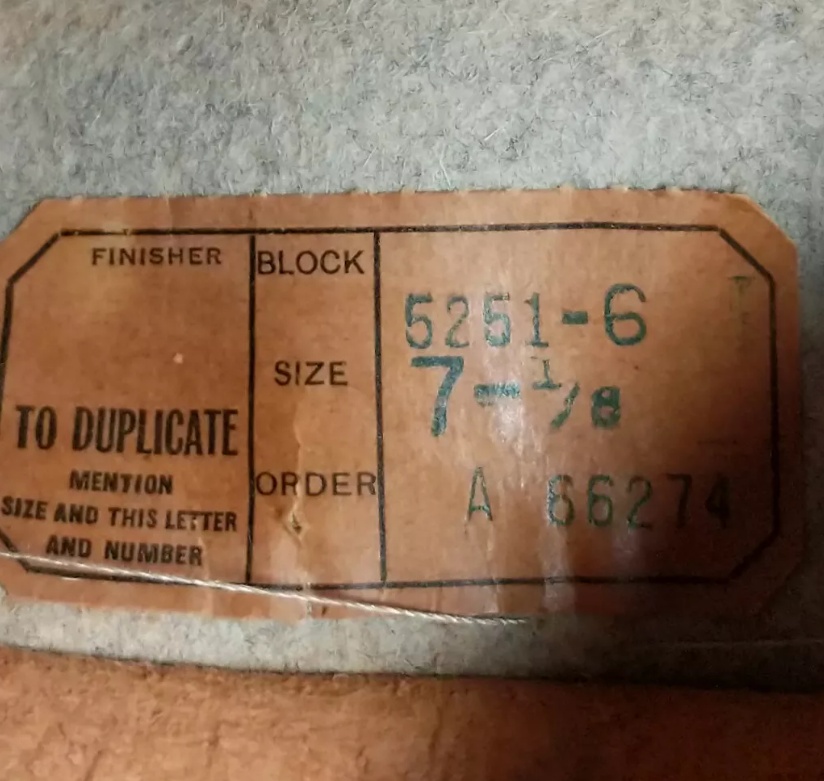 FINISHER
TO DUPLICATE
MENTION
SIZE AND THIS LETTER
AND NUMBER
BLOCK
SIZE
ORDER
5251-6
7-1/8
A 66274